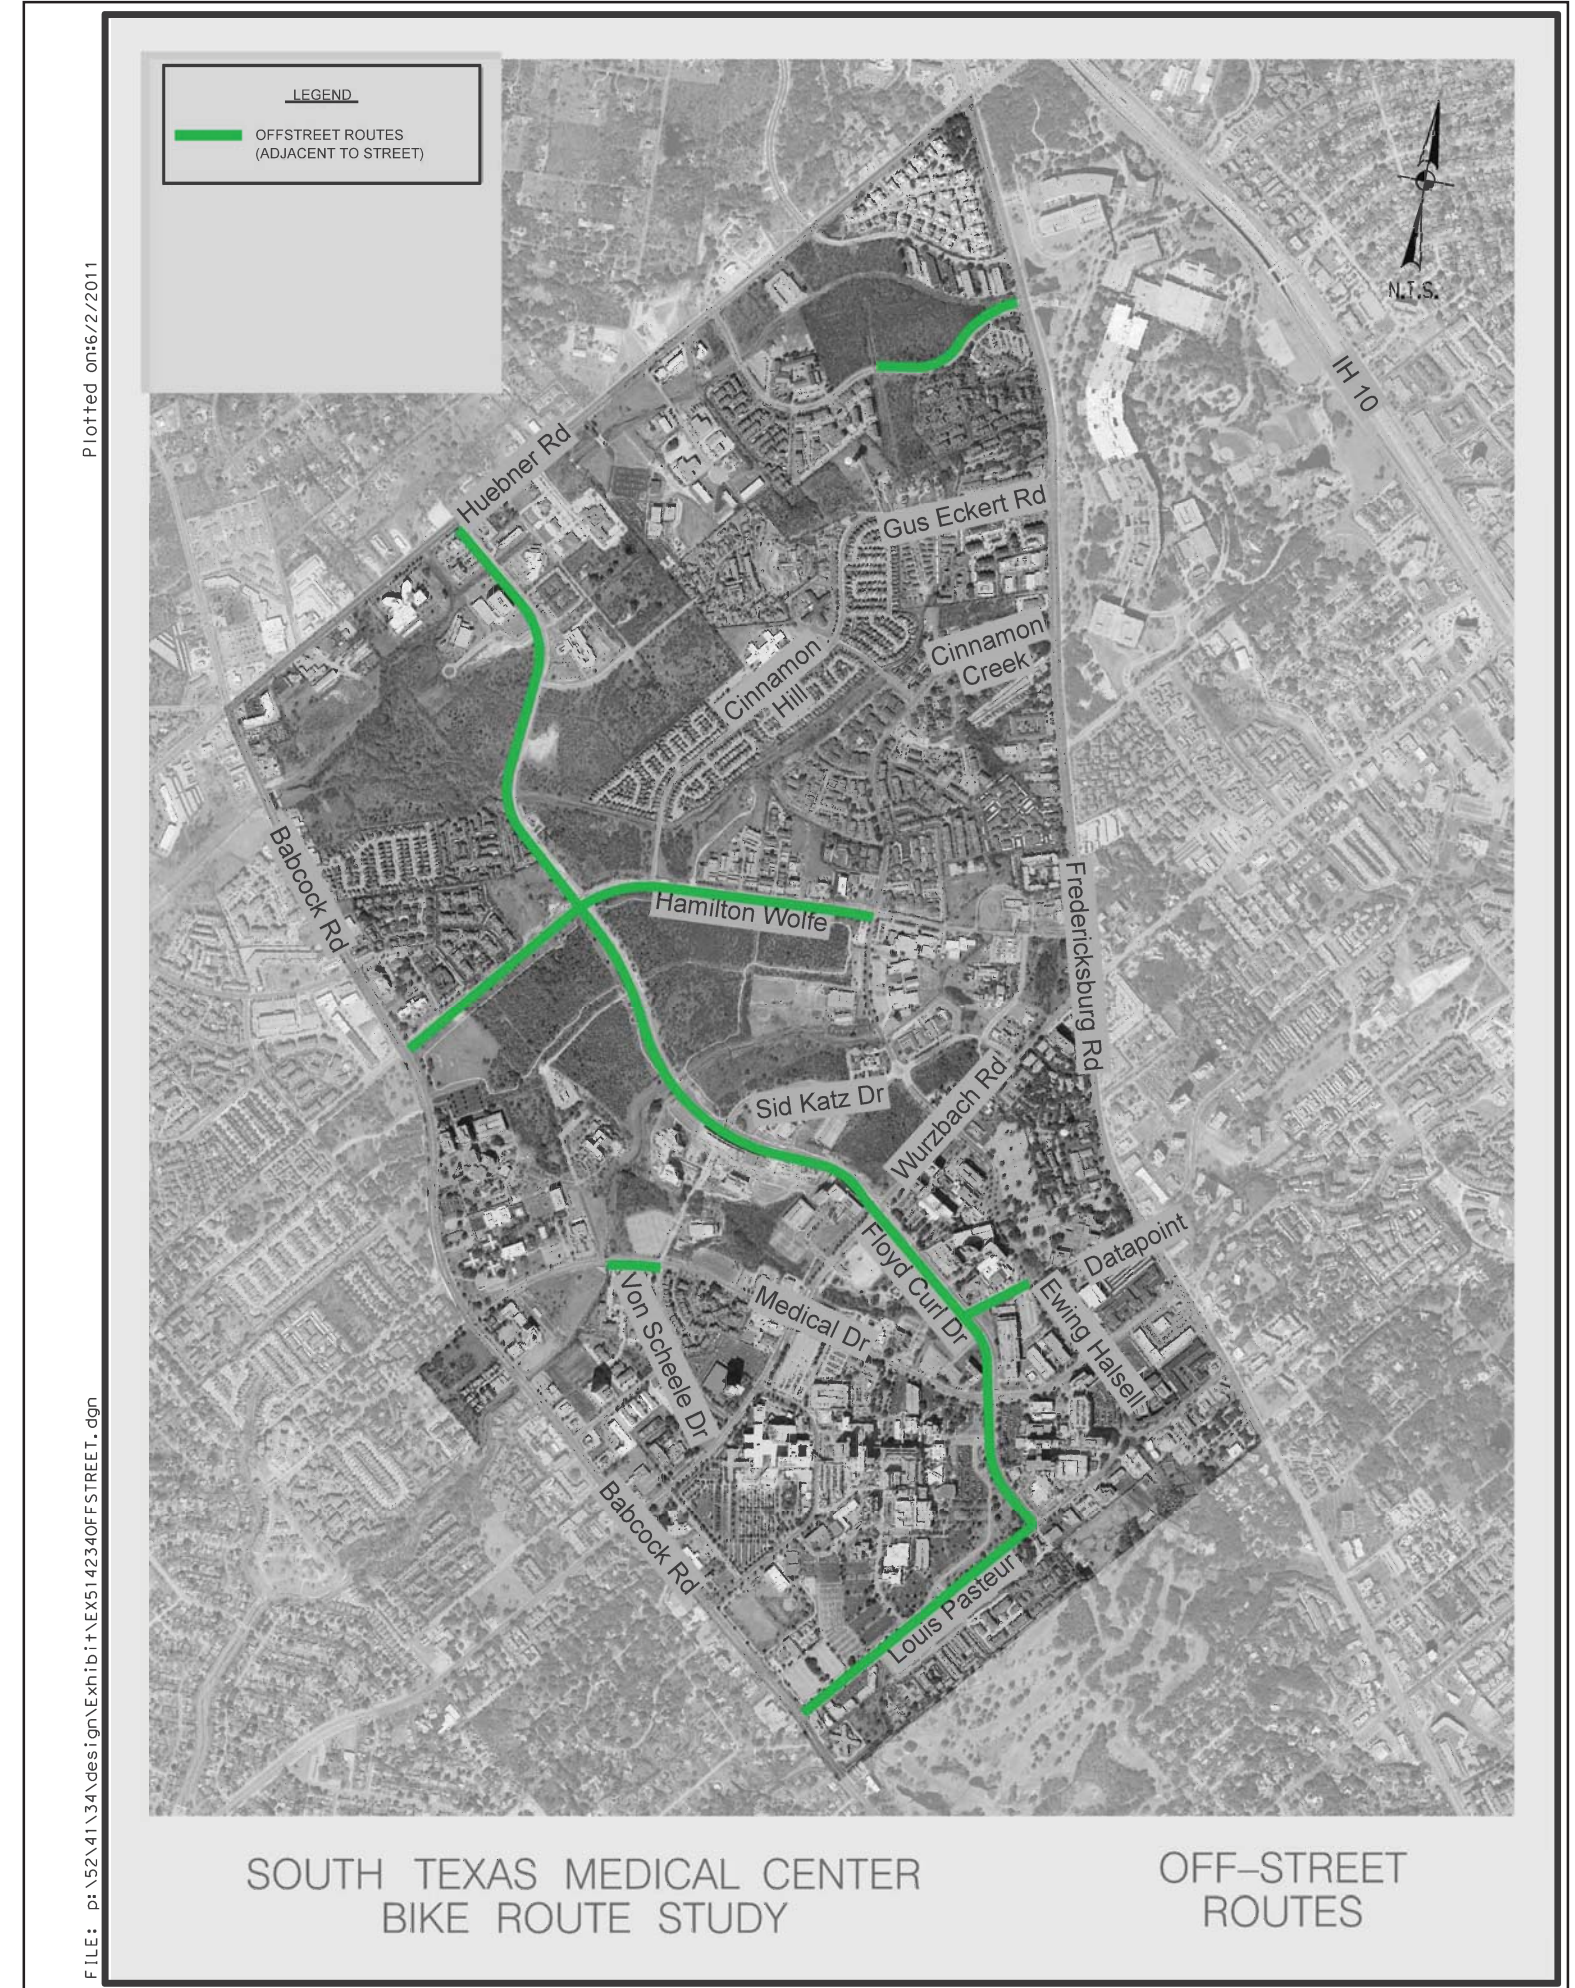 LEGEND
OFFSTREET ROUTES
(ADJACENT TO STREET)
N.T.S.
IH 10
Huebner Rd
Gus Eckert Rd
Cinnamon
Creek
Cinnamon
Hill
Babcock Rd
Hamilton Wolfe
Fredericksburg Rd
Sid Katz Dr
Wurzbach Rd
Datapoint
Floyd Curl Dr
Ewing Halsell
Von Scheele Dr
Medical Dr
Babcock Rd
Louis Pasteur
SOUTH TEXAS MEDICAL CENTER
BIKE ROUTE STUDY
OFF–STREET
ROUTES
Plotted on:6/2/2011
FILE: p:\52\41\34\design\Exhibit\EX5142340FFSTREET.dgn